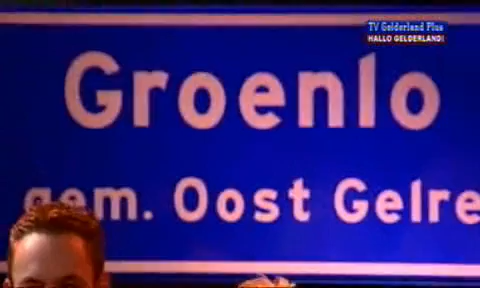 TV Gelderland Plus
HALLO GELDERLAND!
Groenlo
gem. Oost Gelre